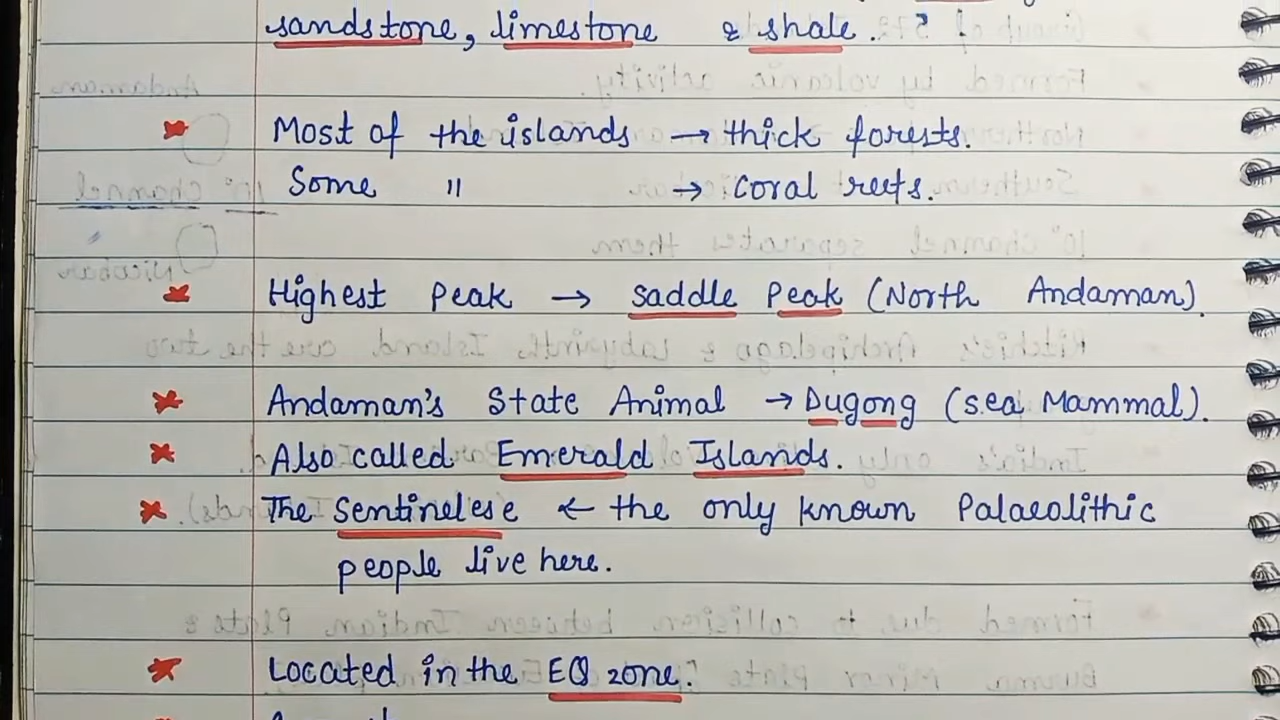 sandstone, limestone & shale.
Most of the islands → thick forests.
Some " → coral reefs.
Highest Peak → Saddle Peak (North Andaman).
Andaman's State Animal → Dugong (sea Mammal).
Also called Emerald Islands.
The Sentinelese ← the only known Palaeolithic
people live here.
Located in the EQ zone.